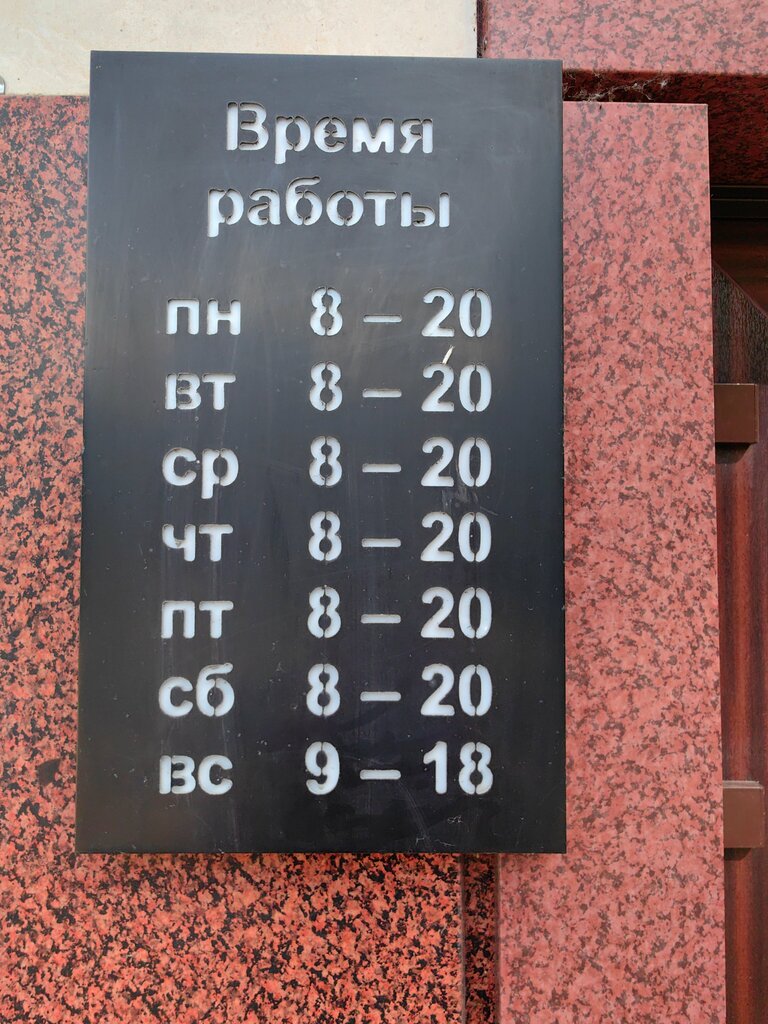 Время
работы
пн 8 – 20
вт 8 – 20
ср 8 – 20
чт 8 – 20
пт 8 – 20
сб 8 – 20
вс 9 – 18